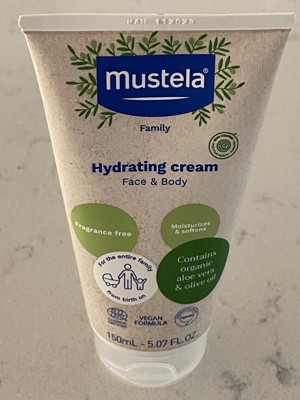 mustela®
Family
Hydrating cream
Face & Body
Fragrance free
Moisturizes
& softens
For the entire family
from birth on
Contains
organic
aloe vera
& olive oil
VEGAN
FORMULA
150mL - 5.07 FL.OZ